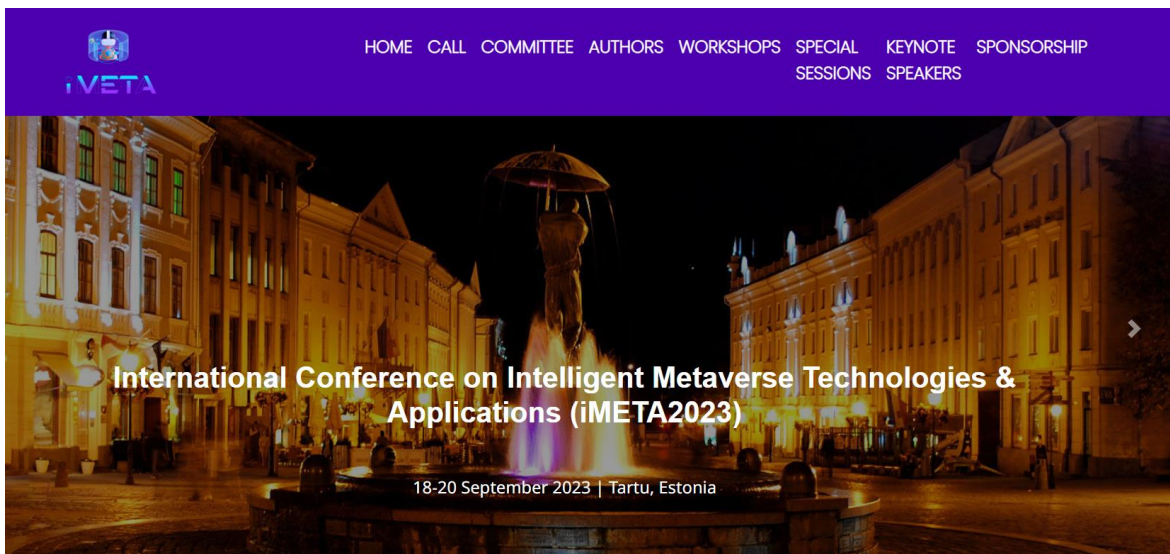 HOME CALL COMMITTEE AUTHORS WORKSHOPS SPECIAL SESSIONS KEYNOTE SPEAKERS SPONSORSHIP
iVETA
International Conference on Intelligent Metaverse Technologies &
Applications (iMETA2023)
18-20 September 2023 | Tartu, Estonia